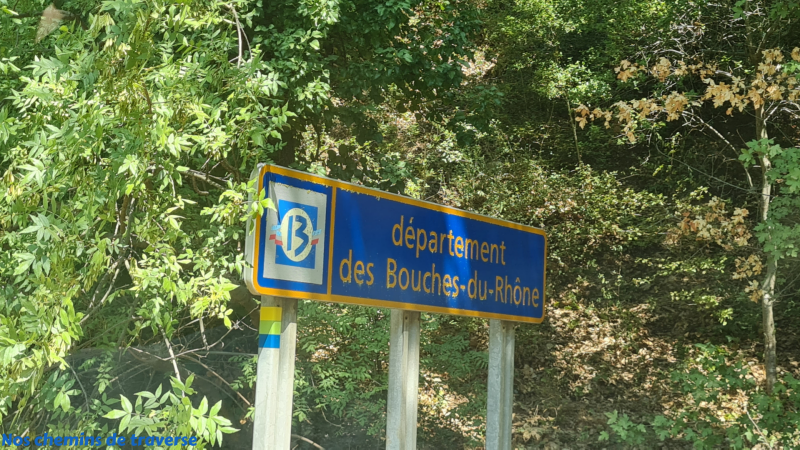 13
département
des Bouches-du-Rhône
Nos chemins de traverse